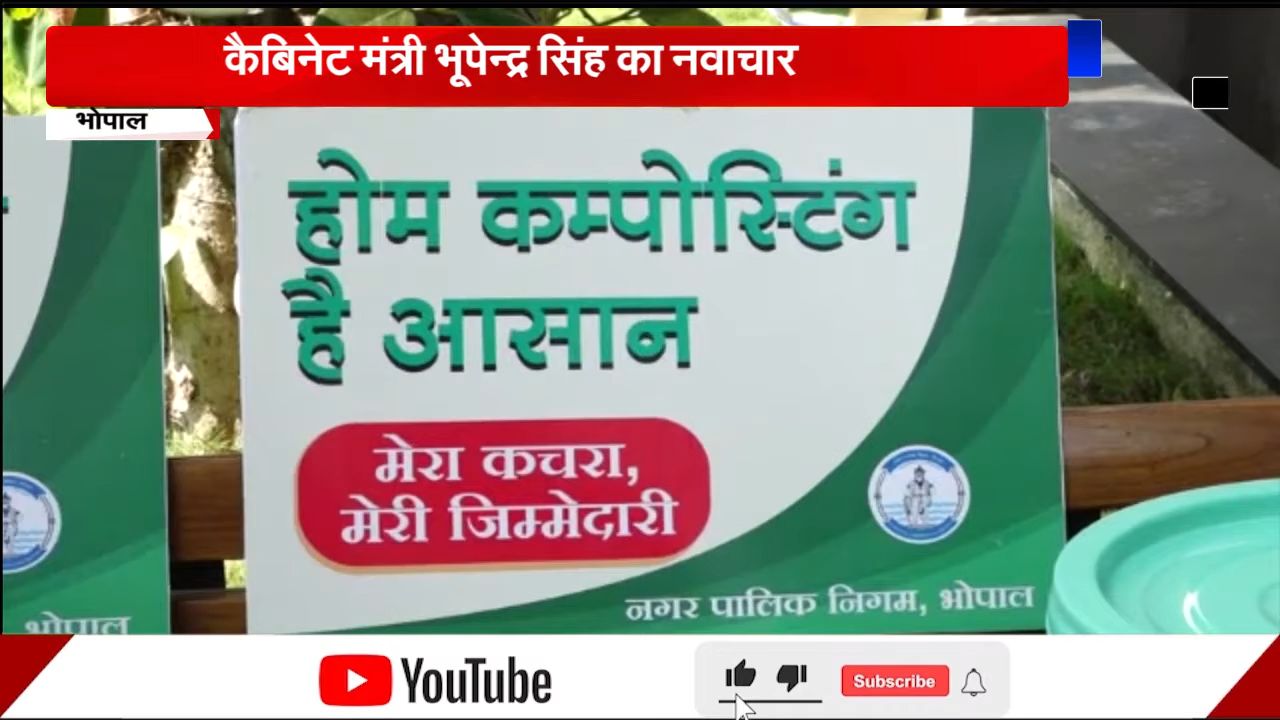 कैबिनेट मंत्री भूपेन्द्र सिंह का नवाचार
भोपाल
होम कम्पोस्टिंग
है आसान
मेरा कचरा,
मेरी जिम्मेदारी
नगर पालिक निगम, भोपाल
भोपाल
YouTube
Subscribe